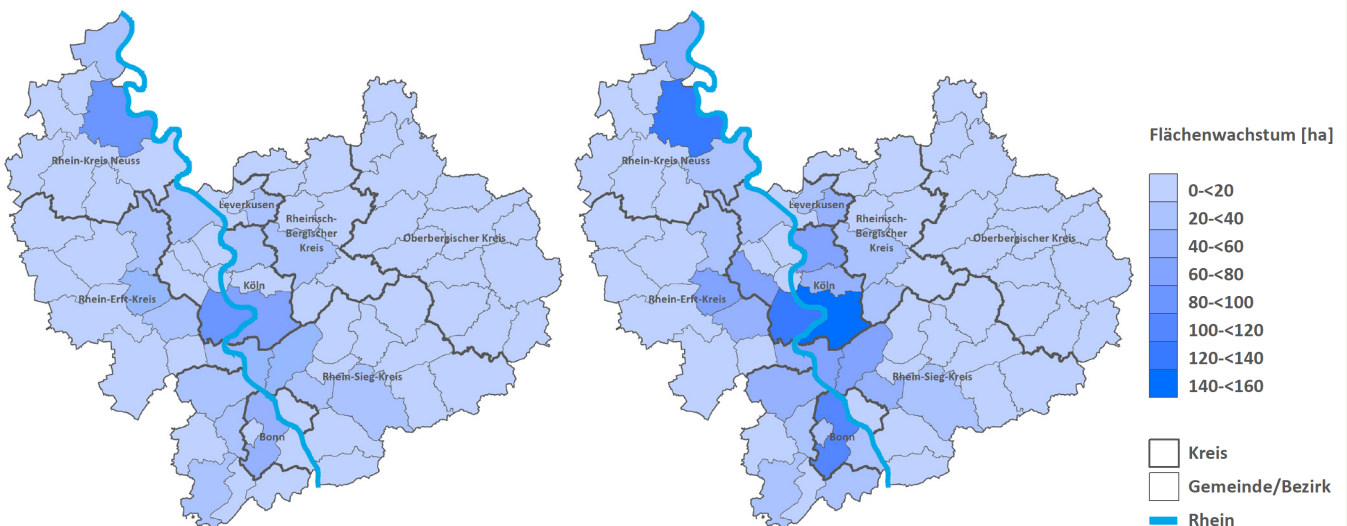 Rhein-Kreis Neuss
Leverkusen
Rheinisch-
Bergischer
Kreis
Oberbergischer Kreis
Köln
Rhein-Erft-Kreis
Rhein-Sieg-Kreis
Bonn
Rhein-Kreis Neuss
Leverkusen
Rheinisch-
Bergischer
Kreis
Oberbergischer Kreis
Köln
Rhein-Erft-Kreis
Rhein-Sieg-Kreis
Bonn
Flächenwachstum [ha]
0-<20
20-<40
40-<60
60-<80
80-<100
100-<120
120-<140
140-<160
Kreis
Gemeinde/Bezirk
Rhein